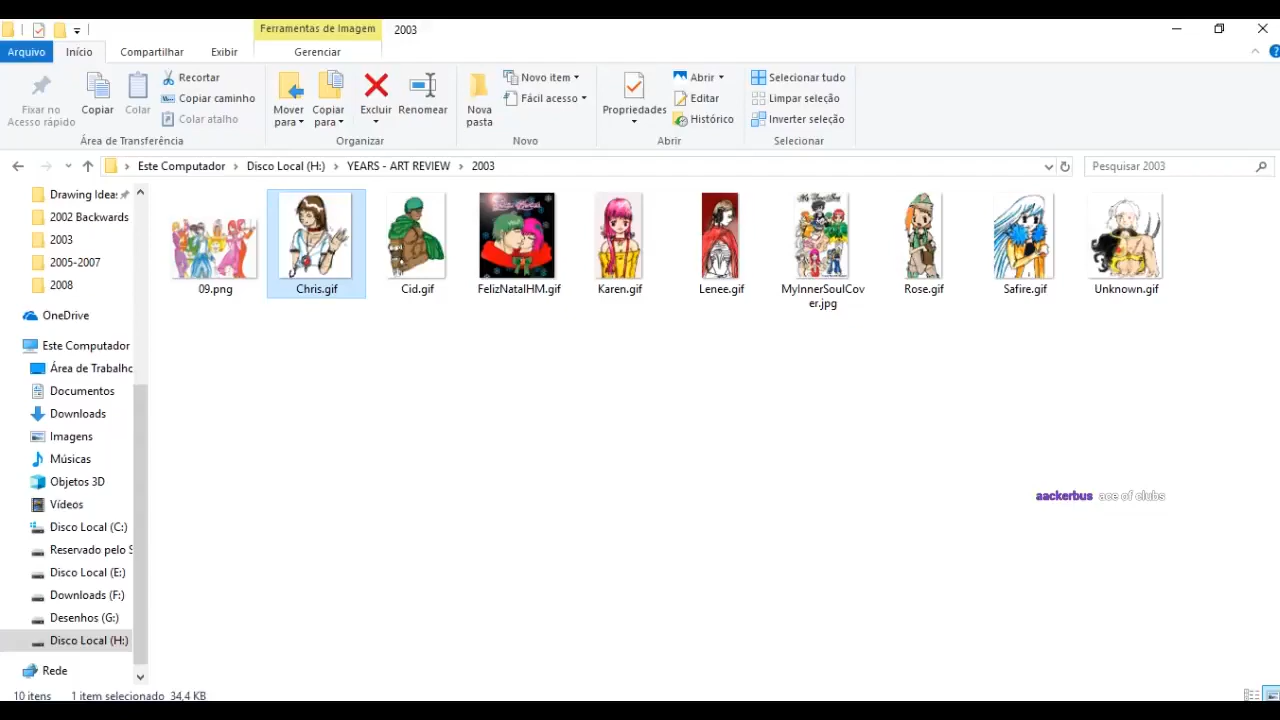 Ferramentas de Imagem 2003
Arquivo Início Compartilhar Exibir Gerenciar
Fixar no
Acesso rápido
Copiar
Colar
Recortar
Copiar caminho
Colar atalho
Área de Transferência
Mover
para
Copiar
para
Excluir
Renomear
Organizar
Nova
pasta
Novo item
Fácil acesso
Novo
Propriedades
Abrir
Editar
Histórico
Abrir
Selecionar tudo
Limpar seleção
Inverter seleção
Selecionar
Este Computador Disco Local (H:) YEARS - ART REVIEW 2003
Pesquisar 2003
Drawing Idea:
2002 Backwards
2003
2005-2007
2008
OneDrive
Este Computador
Área de Trabalho
Documentos
Downloads
Imagens
Músicas
Objetos 3D
Vídeos
Disco Local (C:)
Reservado pelo S
Disco Local (E:)
Downloads (F:)
Desenhos (G:)
Disco Local (H:)
Rede
09.png
Chris.gif
Cid.gif
FelizNatalHM.gif
Karen.gif
Lenee.gif
MyInnerSoulCov
er.jpg
Rose.gif
Safire.gif
Unknown.gif
aackerbus ace of clubs
10 itens 1 item selecionado 34,4 KB